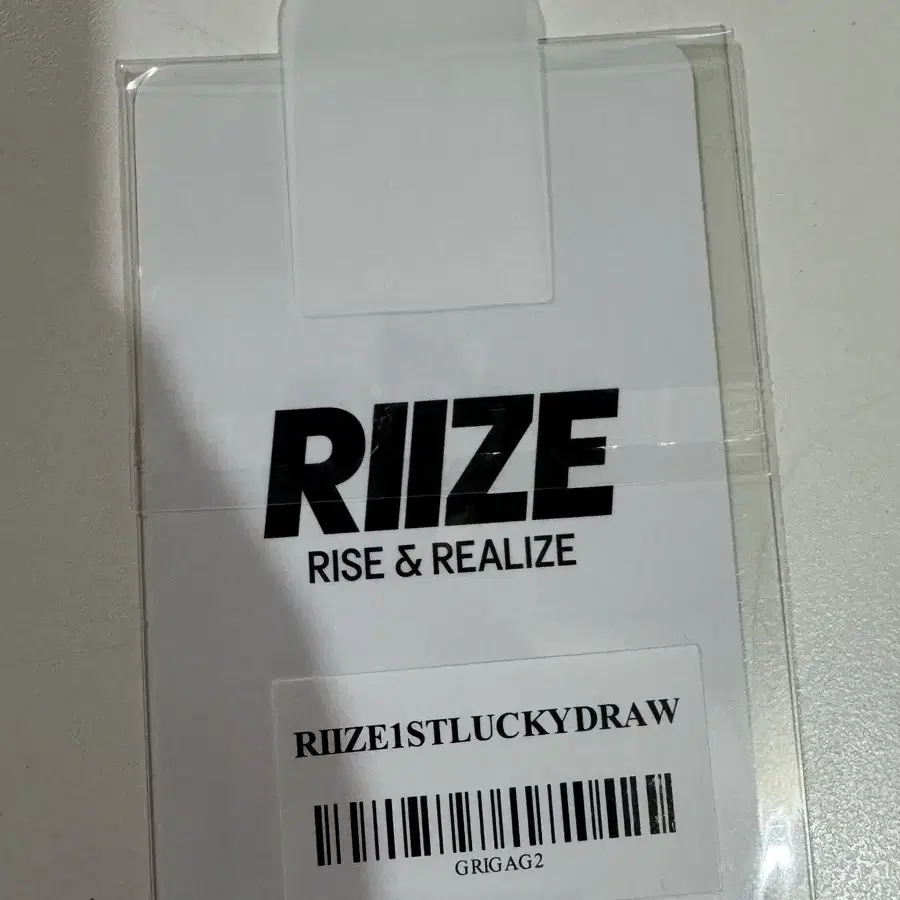 RIIZE
RISE & REALIZE
RIIZE1STLUCKYDRAW
GRIGAG2